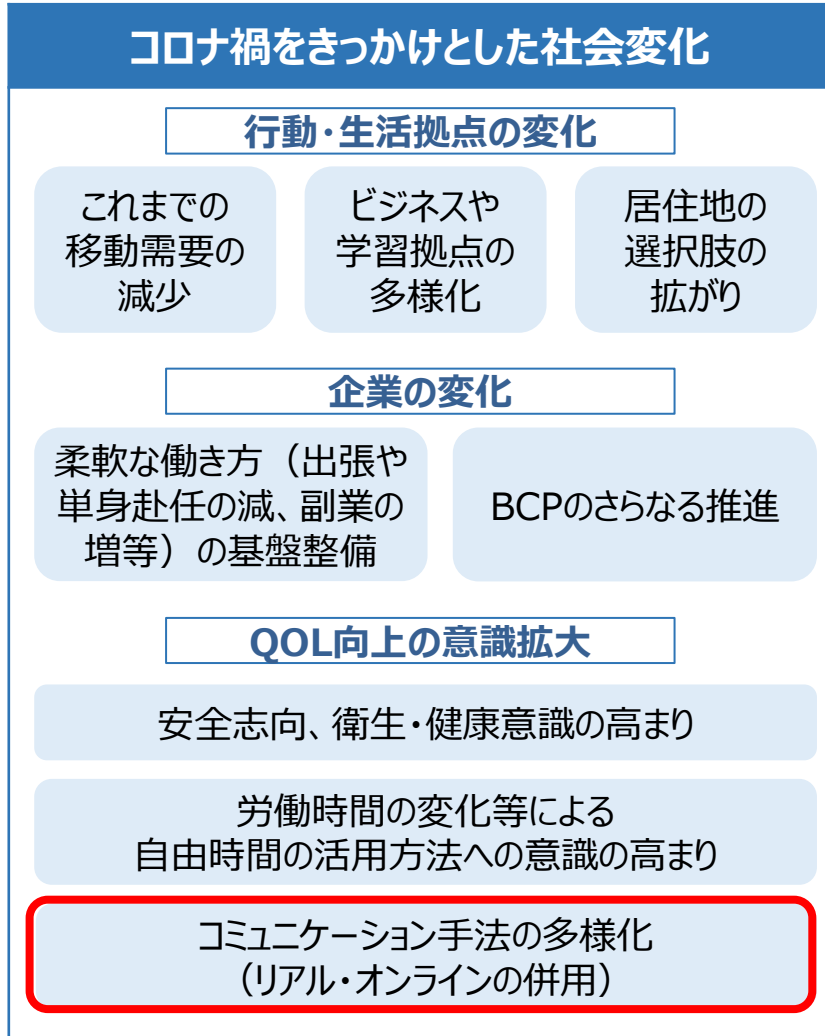 コロナ禍をきっかけとした社会変化
行動・生活拠点の変化
これまでの
移動需要の
減少
ビジネスや
学習拠点の
多様化
居住地の
選択肢の
拡がり
企業の変化
柔軟な働き方（出張や
単身赴任の減、副業の
増等）の基盤整備
BCPのさらなる推進
QOL向上の意識拡大
安全志向、衛生・健康意識の高まり
労働時間の変化等による
自由時間の活用方法への意識の高まり
コミュニケーション手法の多様化
（リアル・オンラインの併用）